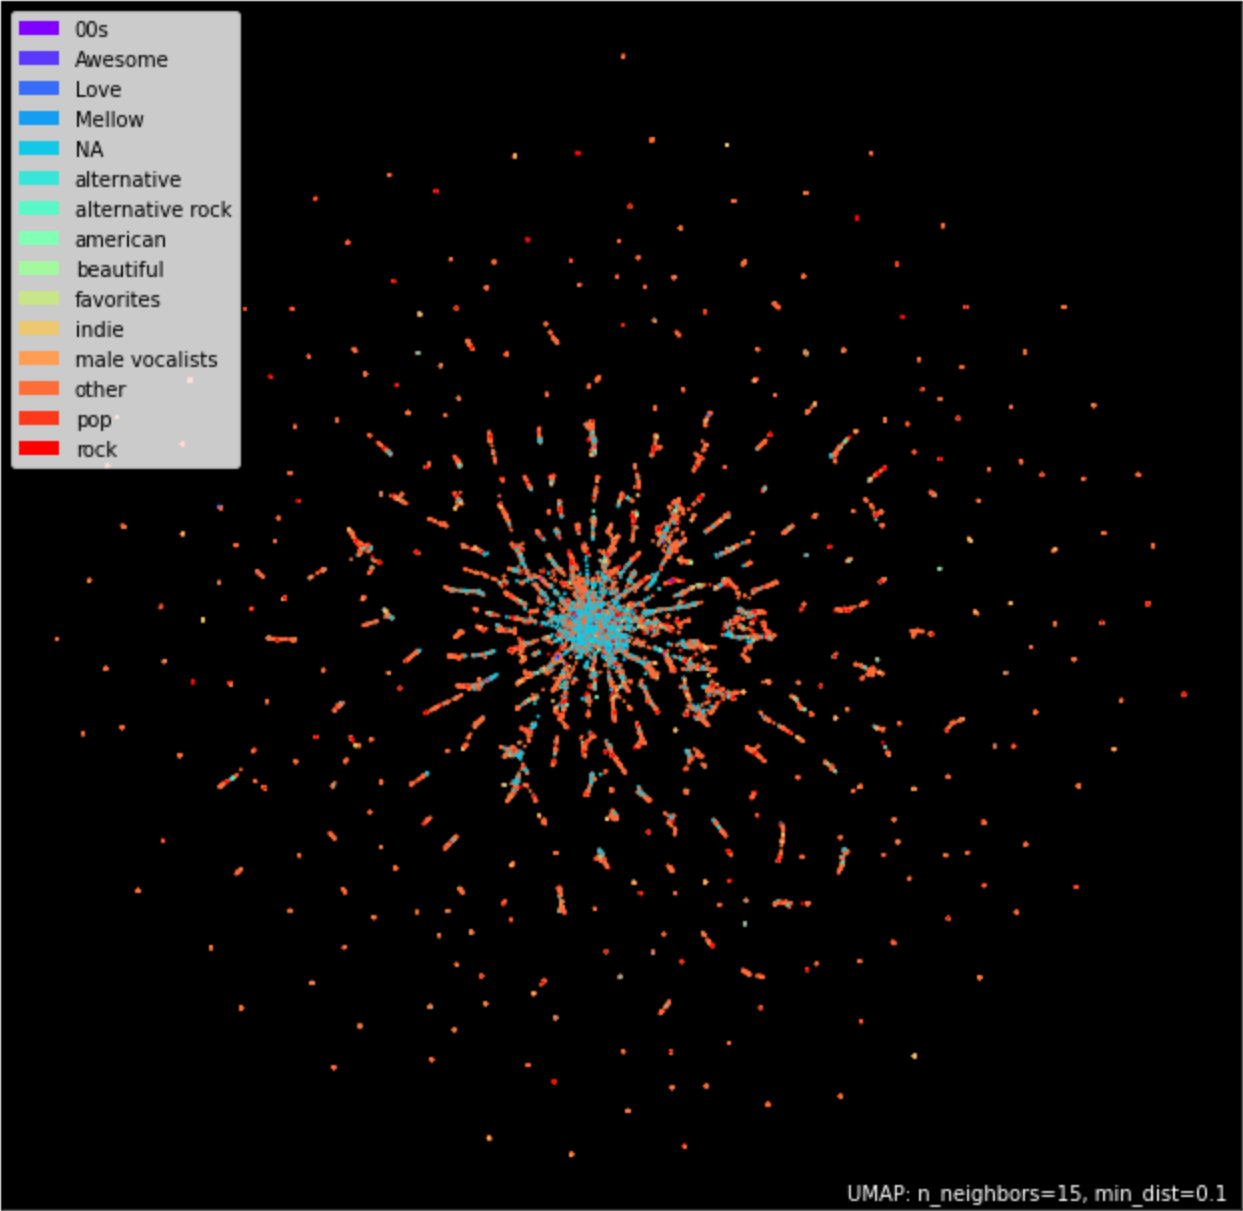 00s
Awesome
Love
Mellow
NA
alternative
alternative rock
american
beautiful
favorites
indie
male vocalists
other
pop
rock
UMAP: n_neighbors=15, min_dist=0.1